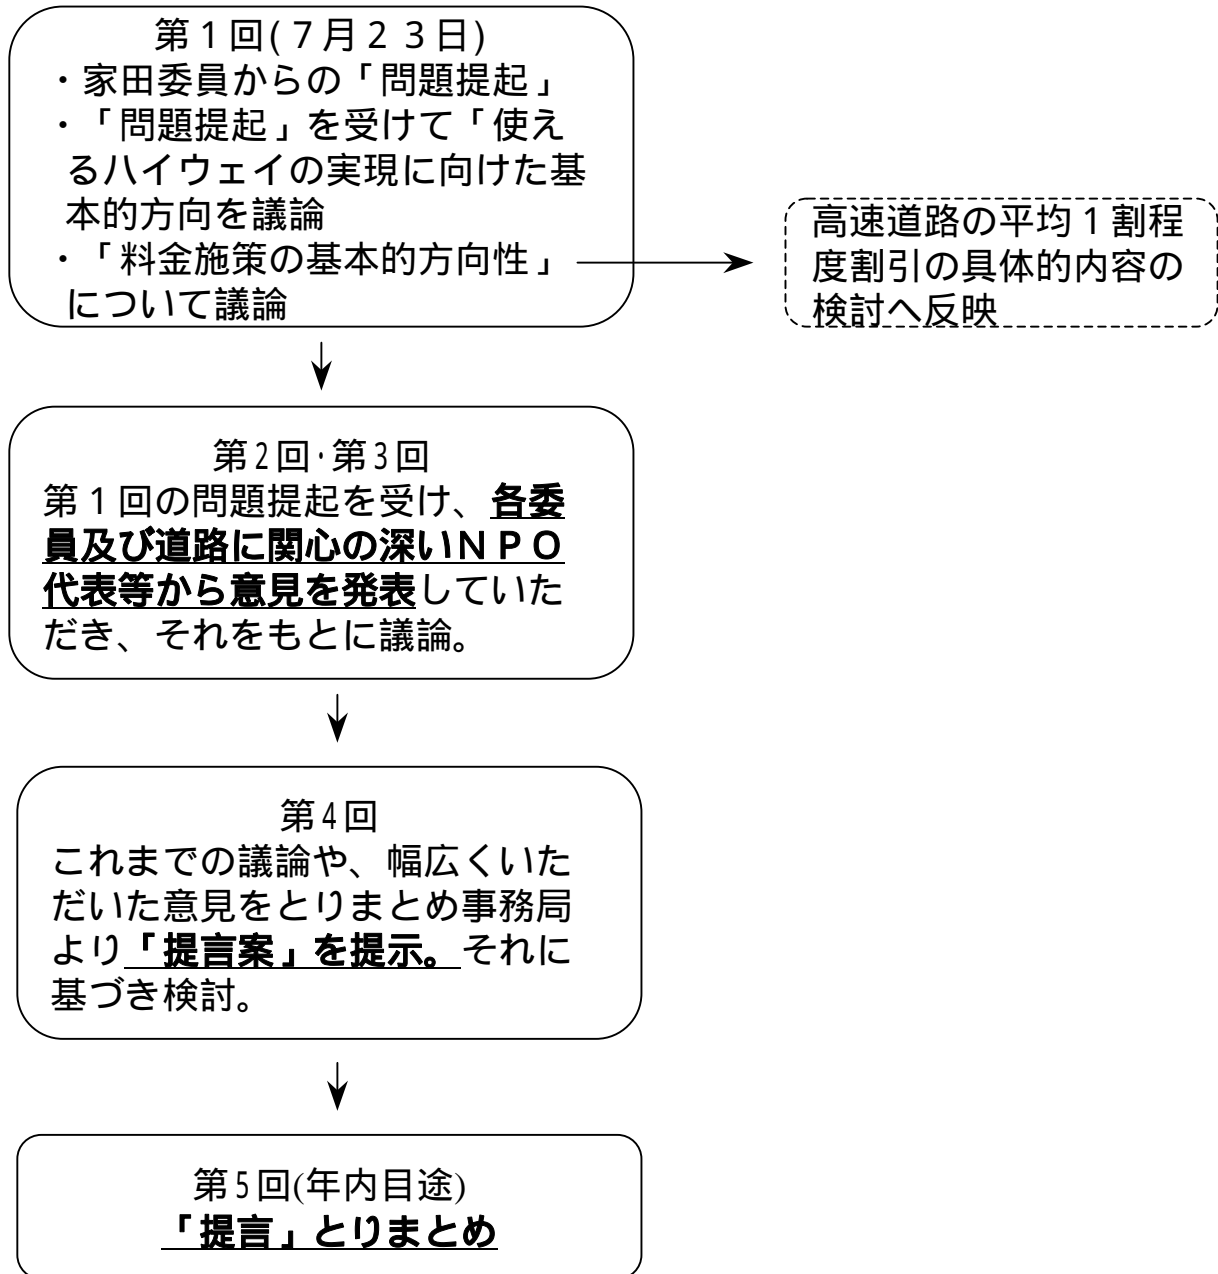 第１回(７月２３日)
・家田委員からの「問題提起」
・「問題提起」を受けて「使え
るハイウェイの実現に向けた基
本的方向を議論
・「料金施策の基本的方向性」
について議論
高速道路の平均１割程
度割引の具体的内容の
検討へ反映
第2回･第3回
第１回の問題提起を受け、各委
員及び道路に関心の深いＮＰＯ
代表等から意見を発表していた
だき、それをもとに議論。
第4回
これまでの議論や、幅広くいた
だいた意見をとりまとめ事務局
より「提言案」を提示。それに
基づき検討。
第5回(年内目途)
「提言」とりまとめ